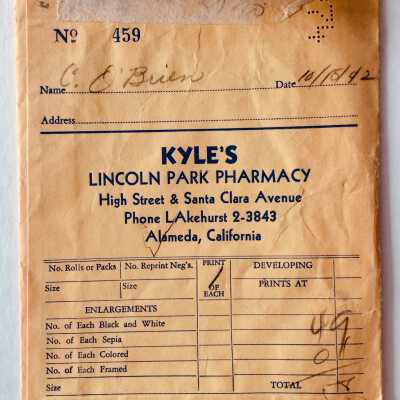 Nº 459
Name C. O'Brien Date 10/15/42
Address
KYLE'S
LINCOLN PARK PHARMACY
High Street & Santa Clara Avenue
Phone LAkehurst 2-3843
Alameda, California
No. Rolls or Packs No. Reprint Neg's. PRINT 1 OF EACH DEVELOPING
Size Size PRINTS AT
ENLARGEMENTS
No. of Each Black and White 49
No. of Each Sepia
No. of Each Colored
No. of Each Framed
Size TOTAL